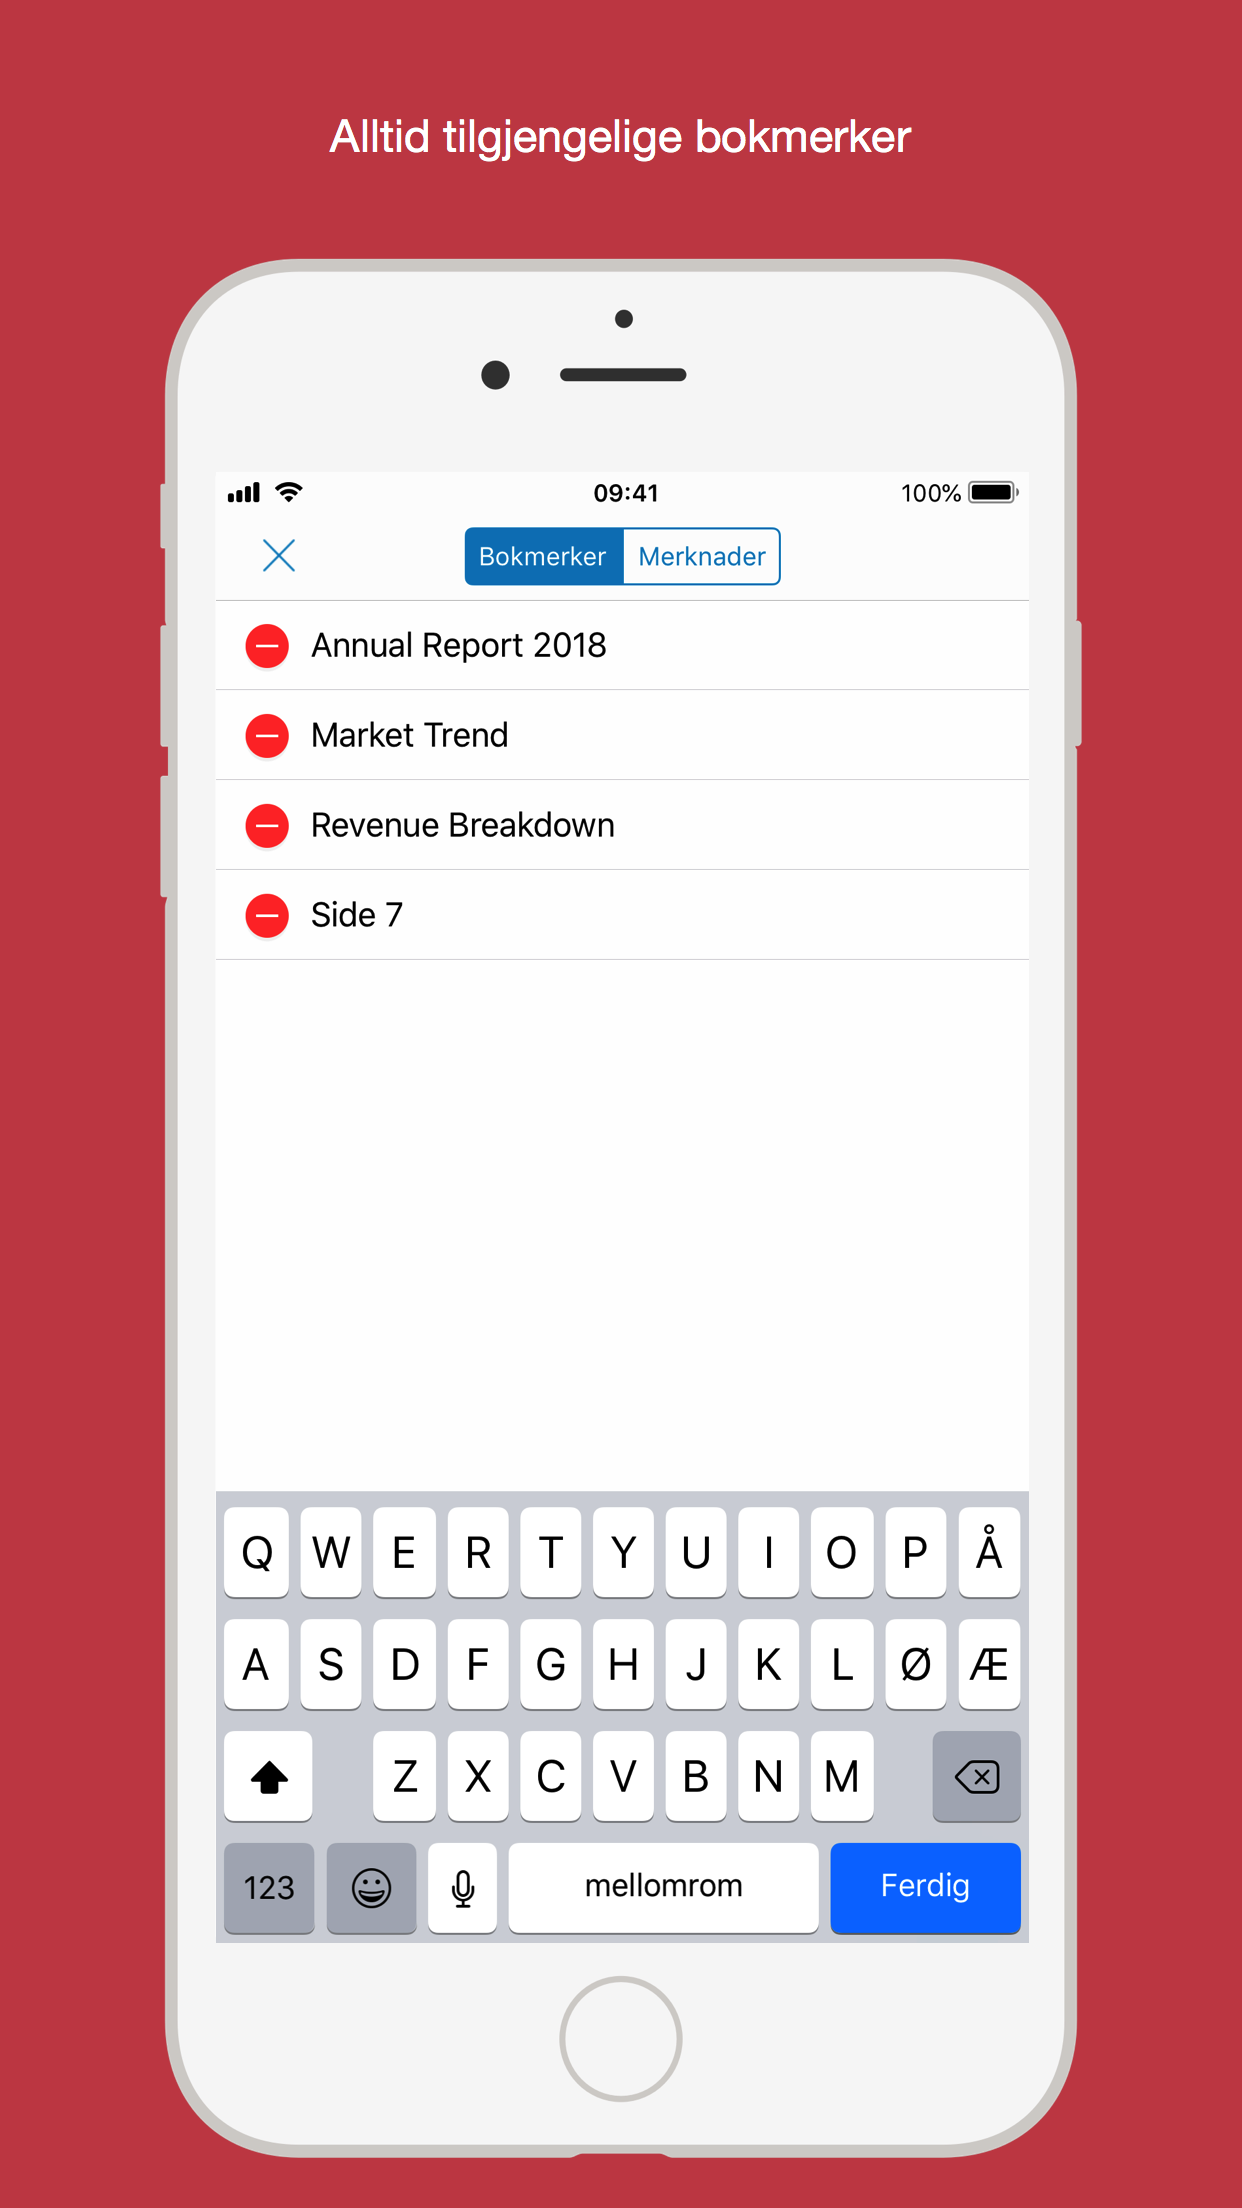 Alltid tilgjengelige bokmerker
09:41
100%
Bokmerker Merknader
Annual Report 2018
Market Trend
Revenue Breakdown
Side 7
Q W E R T Y U I O P Å
A S D F G H J K L Ø Æ
Z X C V B N M
123 mellomrom Ferdig